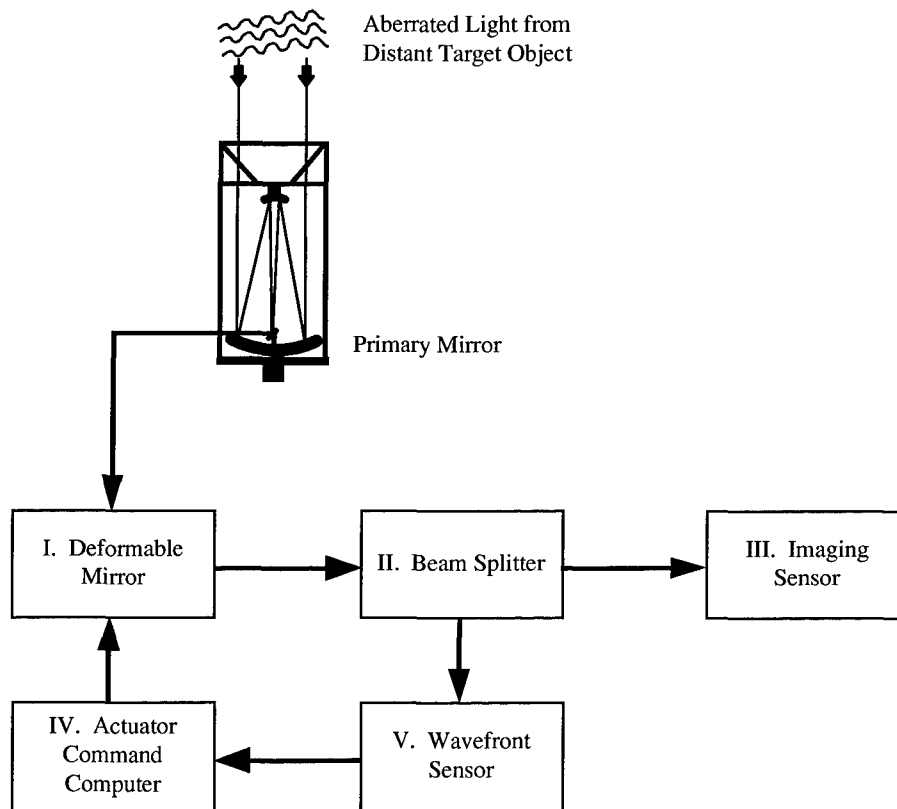 Aberrated Light from
Distant Target Object
Primary Mirror
I. Deformable
Mirror
II. Beam Splitter
III. Imaging
Sensor
IV. Actuator
Command
Computer
V. Wavefront
Sensor